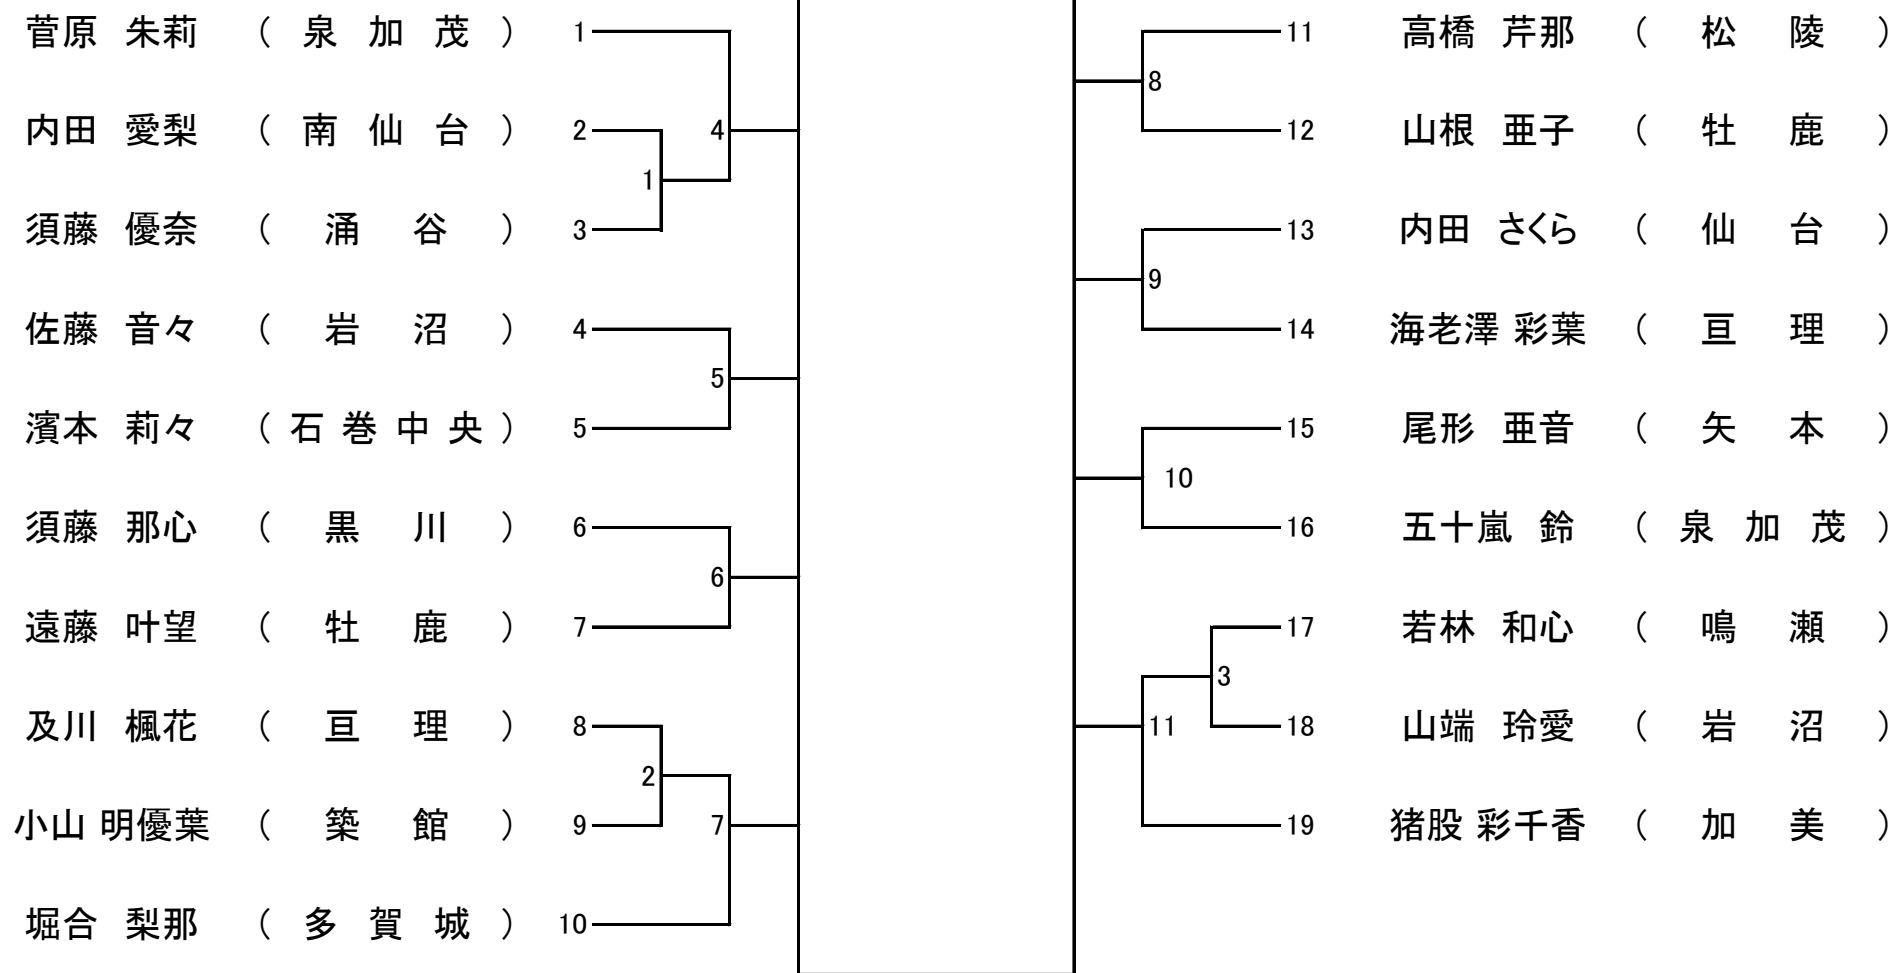 菅原 朱莉 ( 泉 加 茂 ) 1
内田 愛梨 ( 南 仙 台 ) 2
須藤 優奈 ( 涌 谷 ) 3
佐藤 音々 ( 岩 沼 ) 4
濱本 莉々 ( 石 巻 中 央 ) 5
須藤 那心 ( 黒 川 ) 6
遠藤 叶望 ( 牡 鹿 ) 7
及川 楓花 ( 亘 理 ) 8
小山 明優葉 ( 築 館 ) 9
堀合 梨那 ( 多 賀 城 ) 10
1
2
4
5
6
7
8
9
10
3
11
11 高橋 芹那 ( 松 陵 )
12 山根 亜子 ( 牡 鹿 )
13 内田 さくら ( 仙 台 )
14 海老澤 彩葉 ( 亘 理 )
15 尾形 亜音 ( 矢 本 )
16 五十嵐 鈴 ( 泉 加 茂 )
17 若林 和心 ( 鳴 瀬 )
18 山端 玲愛 ( 岩 沼 )
19 猪股 彩千香 ( 加 美 )